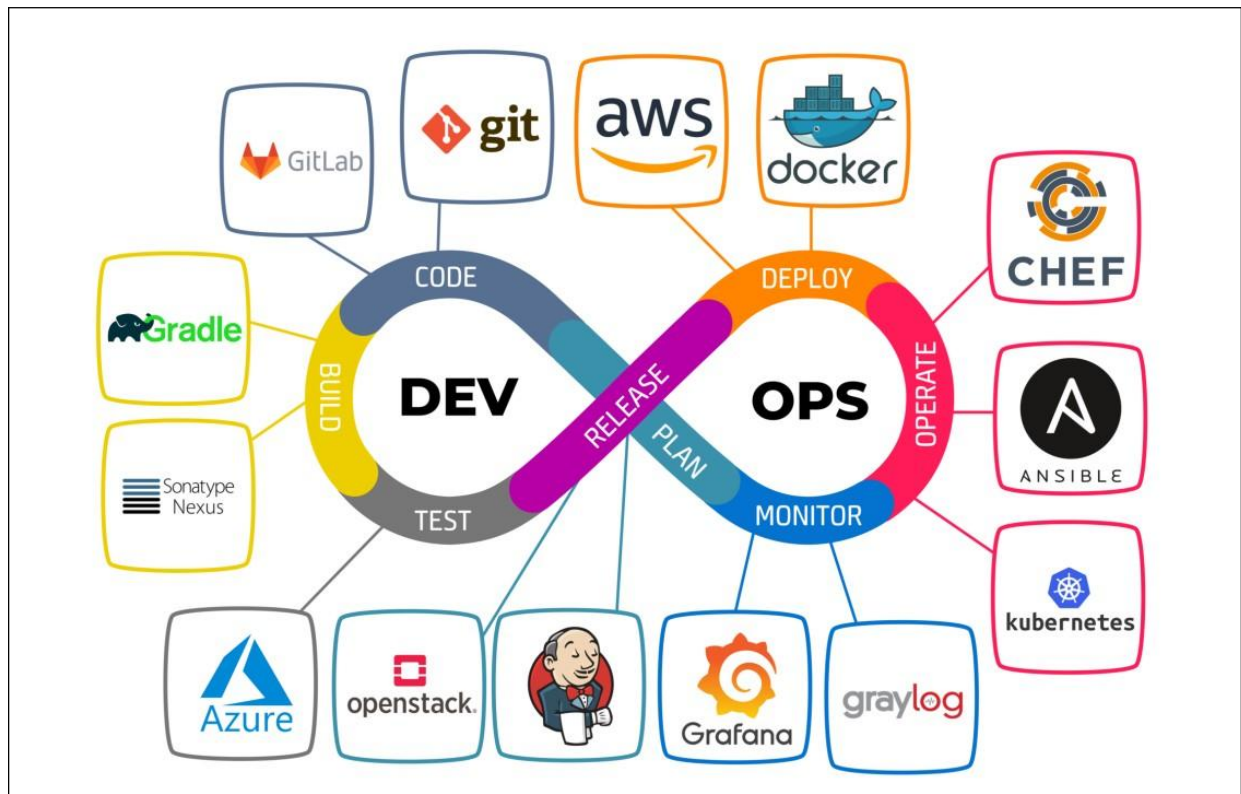 GitLab
git
aws
docker
CHEF
Gradle
CODE
DEPLOY
BUILD
DEV
RELEASE
PLAN
OPS
OPERATE
ANSIBLE
Sonatype
Nexus
TEST
MONITOR
kubernetes
Azure
openstack.
Grafana
graylog